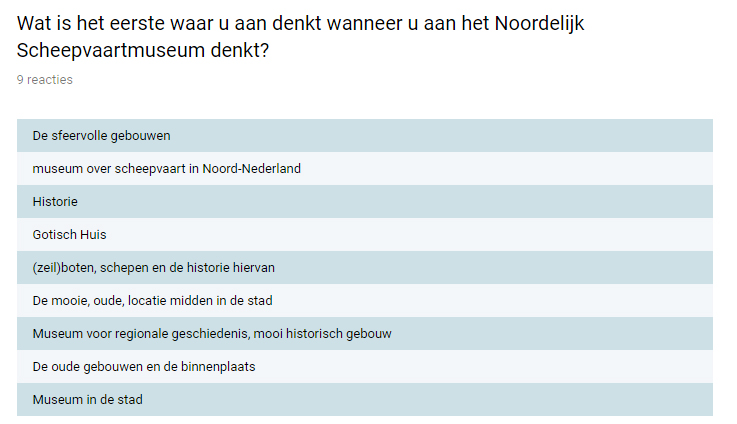 Wat is het eerste waar u aan denkt wanneer u aan het Noordelijk
Scheepvaartmuseum denkt?
9 reacties
De sfeervolle gebouwen
museum over scheepvaart in Noord-Nederland
Historie
Gotisch Huis
(zeil)boten, schepen en de historie hiervan
De mooie, oude, locatie midden in de stad
Museum voor regionale geschiedenis, mooi historisch gebouw
De oude gebouwen en de binnenplaats
Museum in de stad